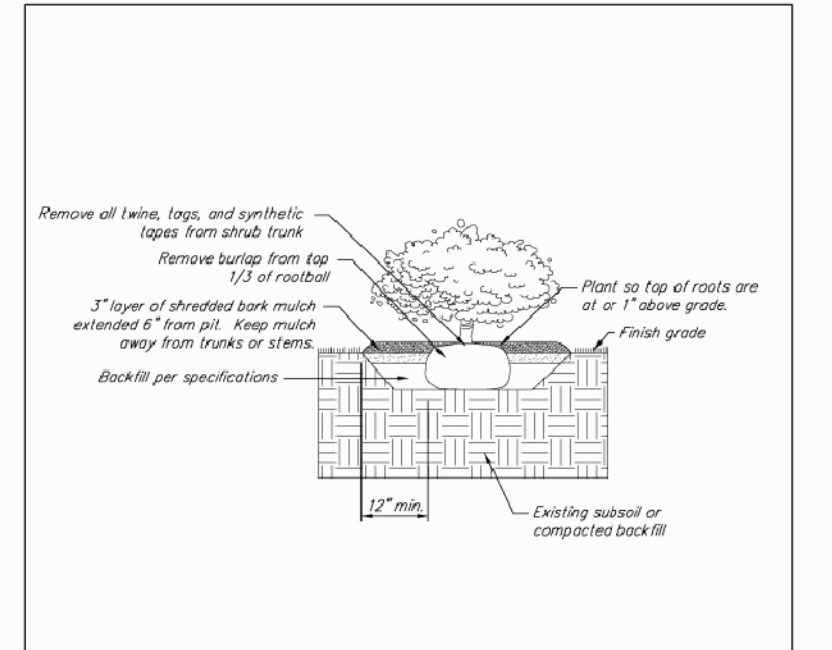 Remove all twine, tags, and synthetic
tapes from shrub trunk
Remove burlap from top
1/3 of rootball
3" layer of shredded bark mulch
extended 6" from pit. Keep mulch
away from trunks or stems.
Backfill per specifications
Plant so top of roots are
at or 1" above grade.
Finish grade
12" min.
Existing subsoil or
compacted backfill